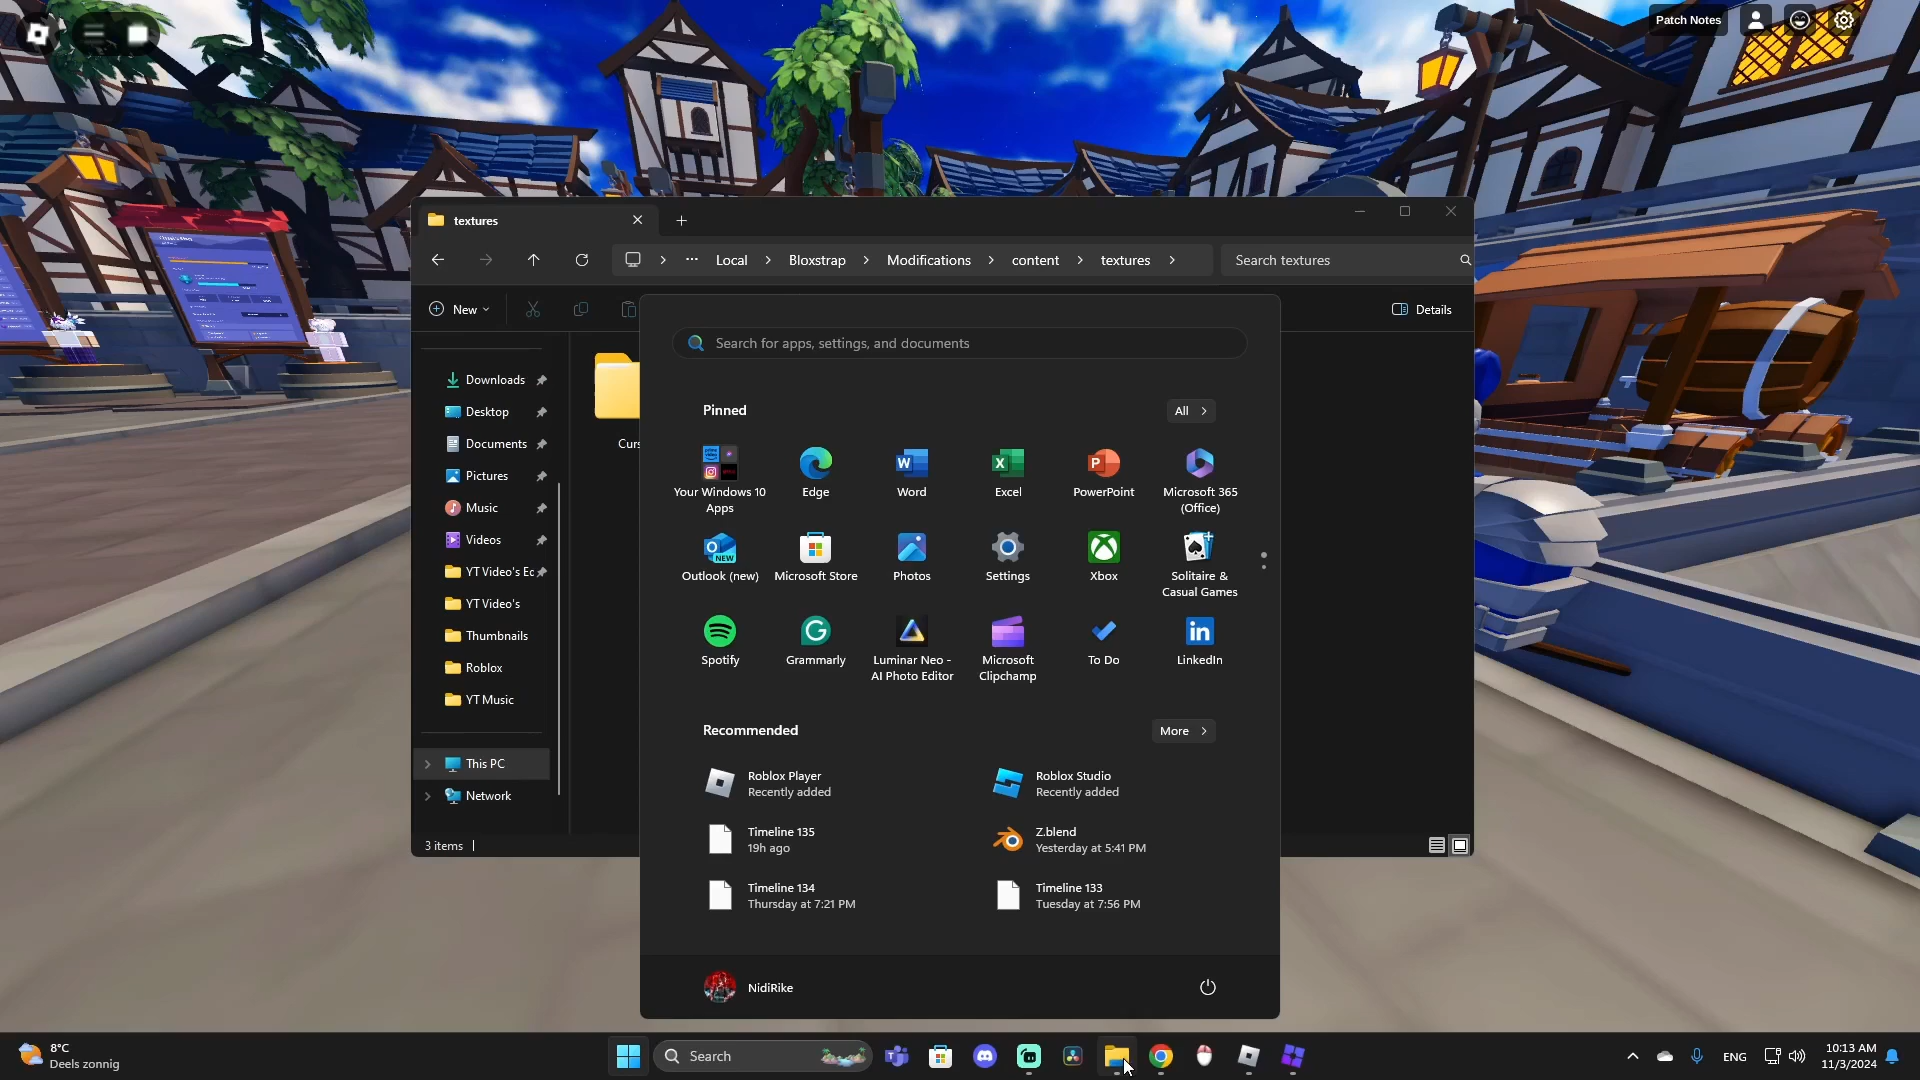 Patch Notes
textures
Local
Bloxstrap
Modifications
content
textures
Search textures
New
Details
Search for apps, settings, and documents
Downloads
Desktop
Documents
Pictures
Music
Videos
YT Video's Ec
YT Video's
Thumbnails
Roblox
YT Music
This PC
Network
3 items
Curs
Pinned
All
Your Windows 10
Apps
Edge
Word
Excel
PowerPoint
Microsoft 365
(Office)
Outlook (new)
Microsoft Store
Photos
Settings
Xbox
Solitaire &
Casual Games
Spotify
Grammarly
Luminar Neo -
AI Photo Editor
Microsoft
Clipchamp
To Do
LinkedIn
Recommended
More
Roblox Player
Recently added
Roblox Studio
Recently added
Timeline 135
19h ago
Z.blend
Yesterday at 5:41 PM
Timeline 134
Thursday at 7:21 PM
Timeline 133
Tuesday at 7:56 PM
NidiRike
8°C
Deels zonnig
Search
ENG
10:13 AM
11/3/2024